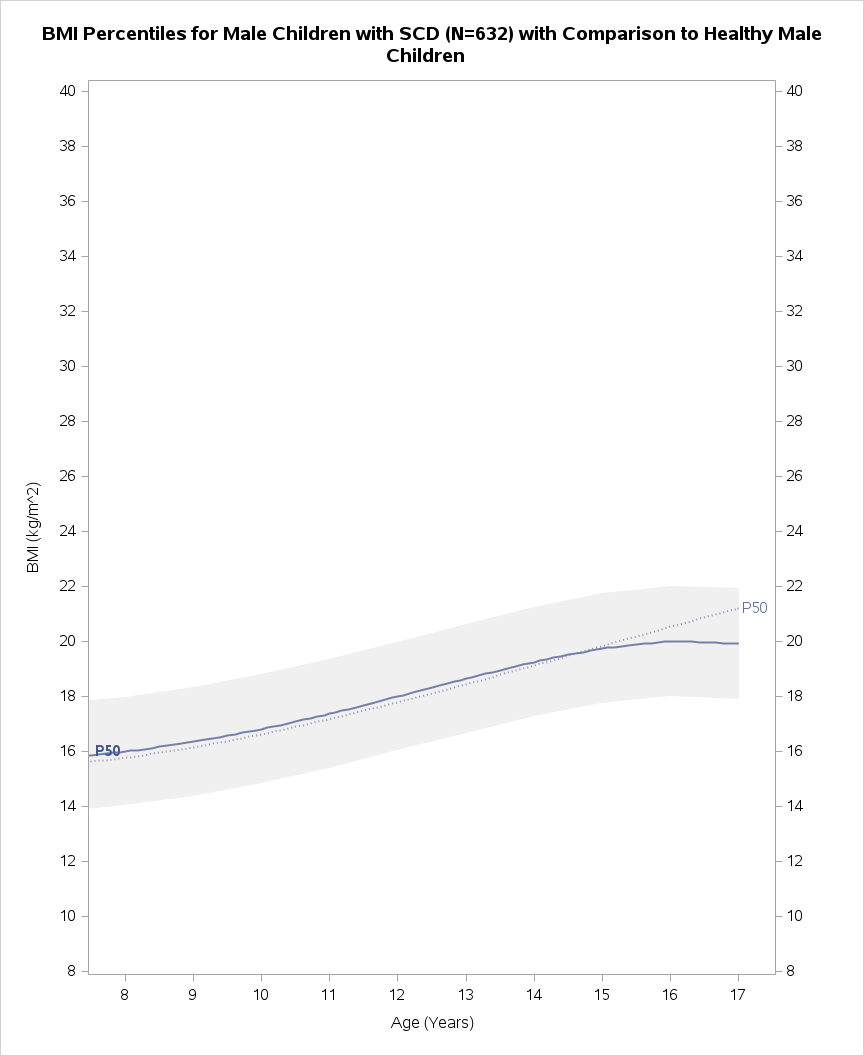 BMI Percentiles for Male Children with SCD (N=632) with Comparison to Healthy Male
Children
40 40
38 38
36 36
34 34
32 32
30 30
28 28
26 26
24 24
22 22
20 20
18 18
16 16
14 14
12 12
10 10
8 8
BMI (kg/m^2)
P50
P50
8 9 10 11 12 13 14 15 16 17
Age (Years)